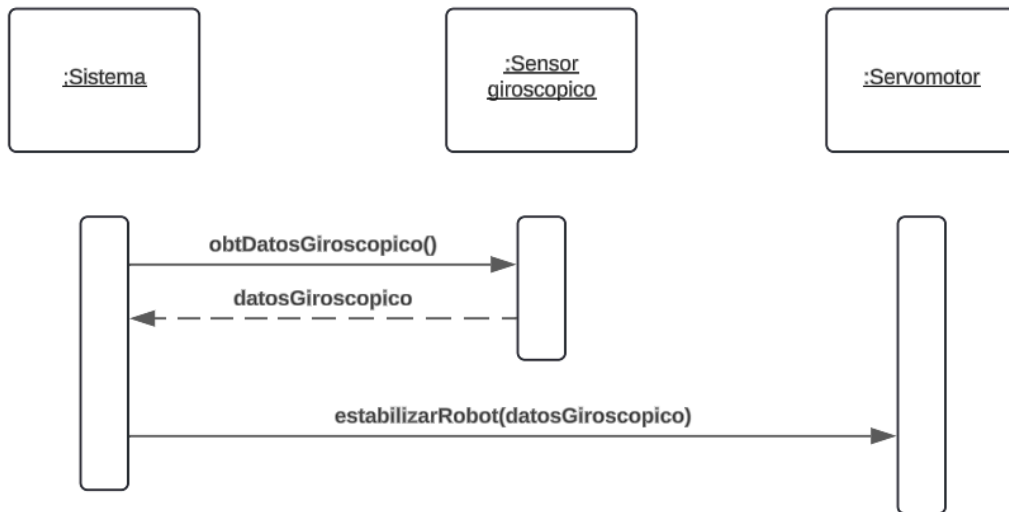 :Sistema
:Sensor
giroscopico
:Servomotor
obtDatosGiroscopico()
datosGiroscopico
estabilizarRobot(datosGiroscopico)